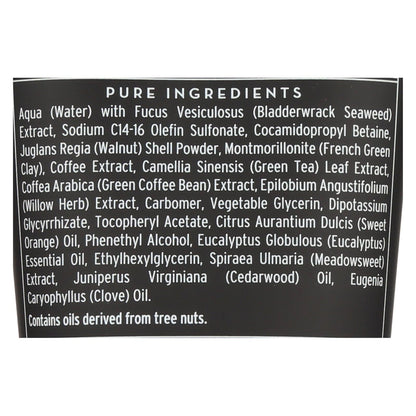 PURE INGREDIENTS
Aqua (Water) with Fucus Vesiculosus (Bladderwrack Seaweed)
Extract, Sodium C14-16 Olefin Sulfonate, Cocamidopropyl Betaine,
Juglans Regia (Walnut) Shell Powder, Montmorillonite (French Green
Clay), Coffee Extract, Camellia Sinensis (Green Tea) Leaf Extract,
Coffea Arabica (Green Coffee Bean) Extract, Epilobium Angustifolium
(Willow Herb) Extract, Carbomer, Vegetable Glycerin, Dipotassium
Glycyrrhizate, Tocopheryl Acetate, Citrus Aurantium Dulcis (Sweet
Orange) Oil, Phenethyl Alcohol, Eucalyptus Globulous (Eucalyptus)
Essential Oil, Ethylhexylglycerin, Spiraea Ulmaria (Meadowsweet)
Extract, Juniperus Virginiana (Cedarwood) Oil, Eugenia
Caryophyllus (Clove) Oil.
Contains oils derived from tree nuts.